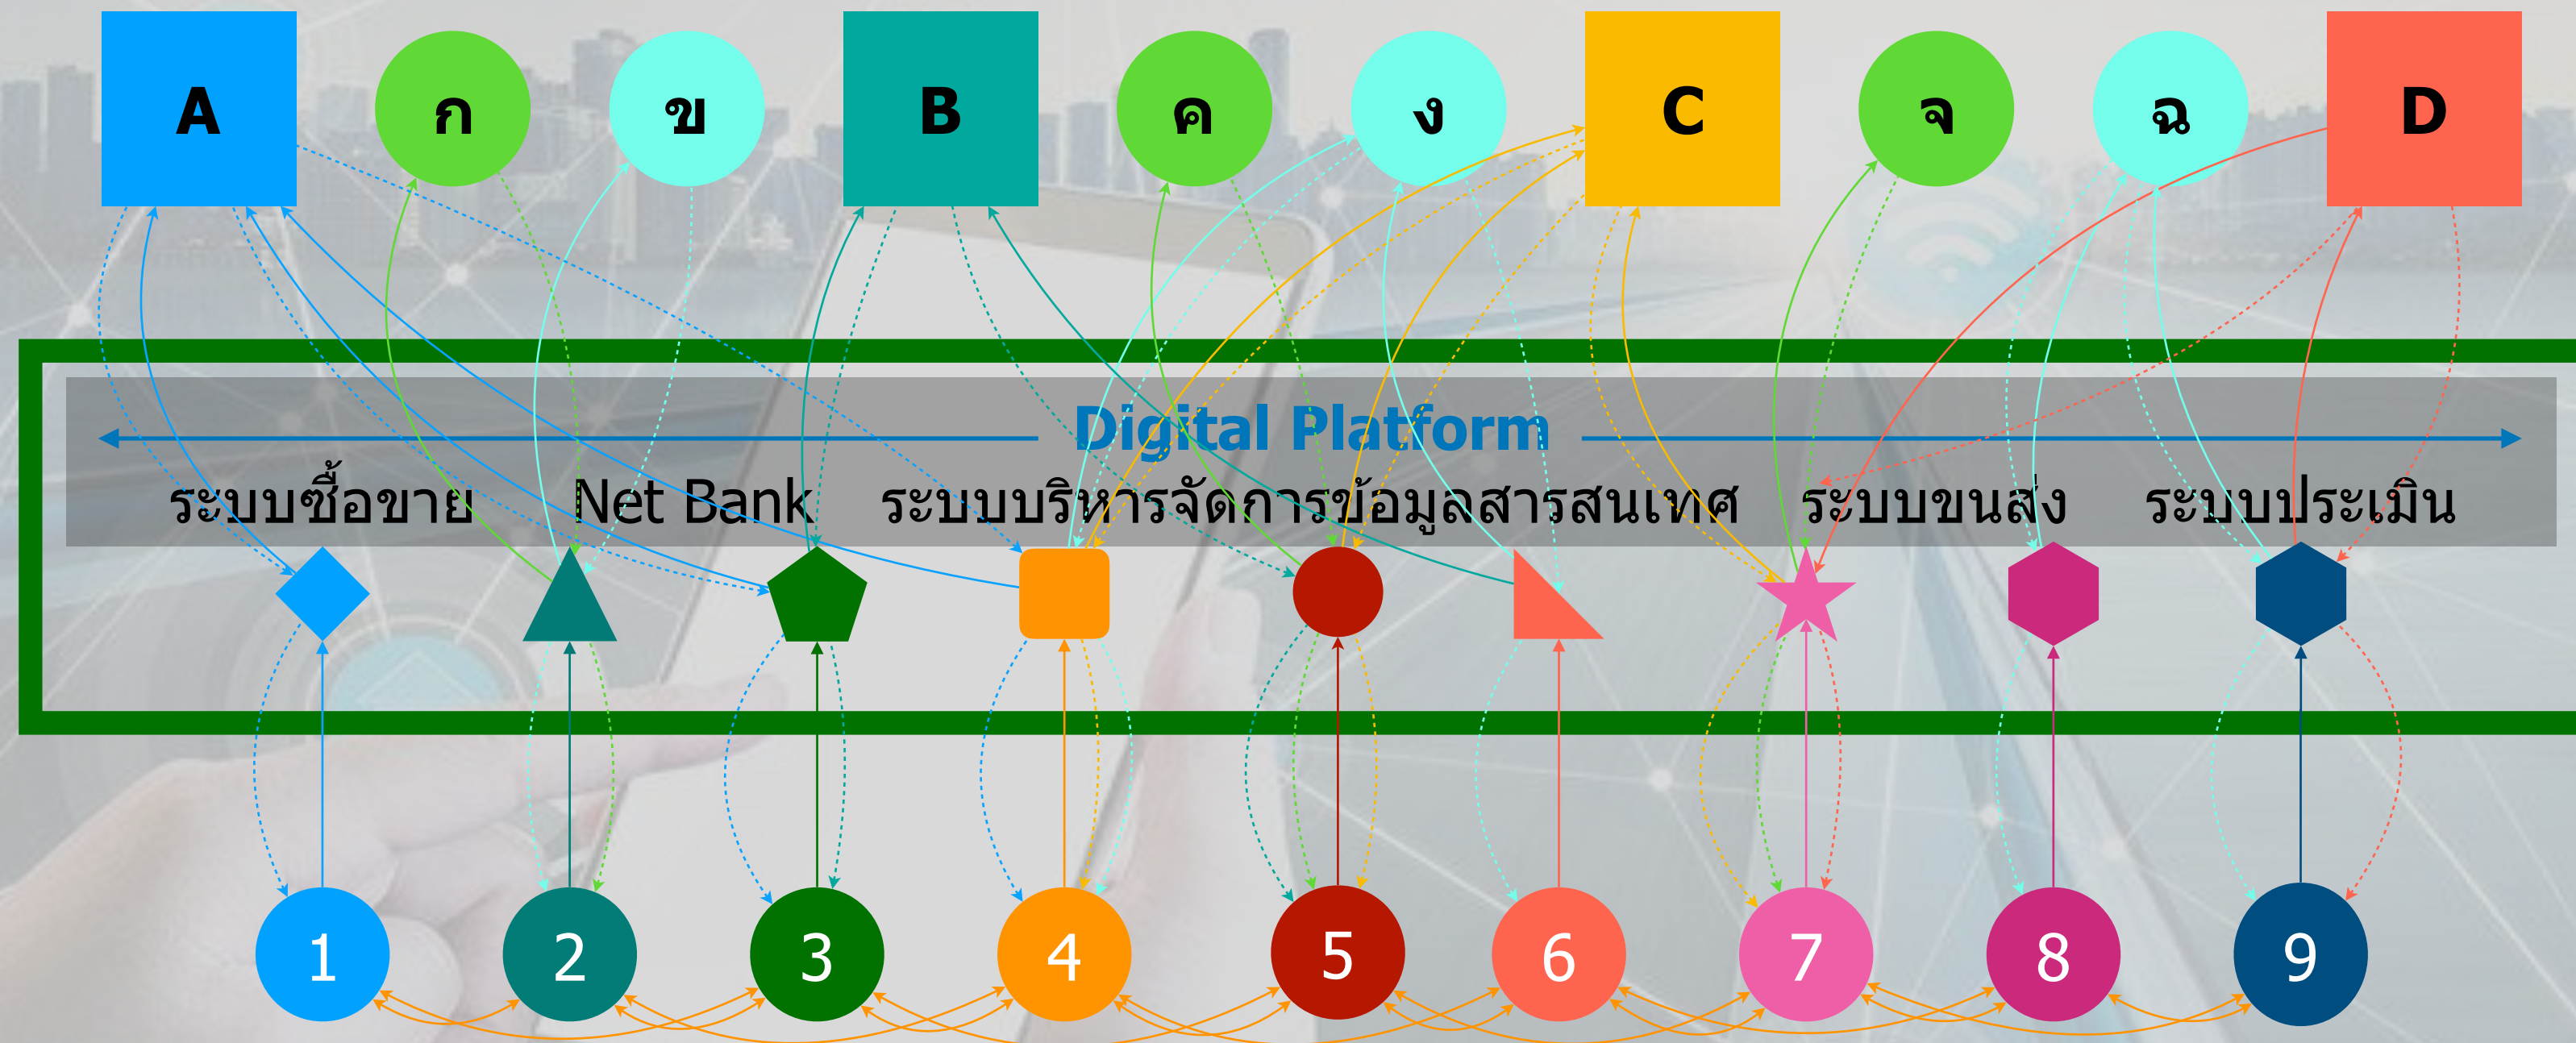 A ก ข B ค ง C จ ฉ D
Digital Platform
ระบบซื้อขาย Net Bank ระบบบริหารจัดการข้อมูลสารสนเทศ ระบบขนส่ง ระบบประเมิน
1 2 3 4 5 6 7 8 9